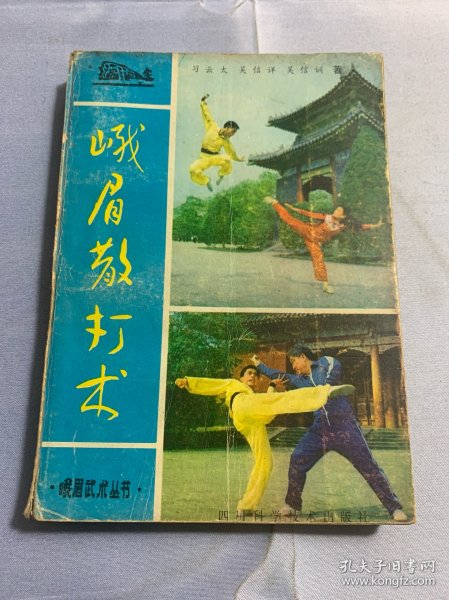 习云太 吴信详 吴信训 著
峨眉散打术
·峨眉武术丛书·
四川科学技术出版社
孔夫子旧书网
www.kongfz.com